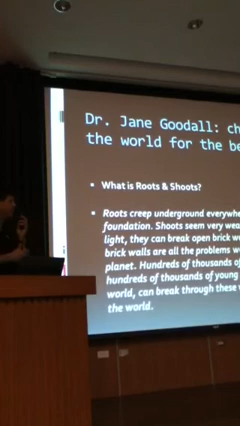 Dr. Jane Goodall: ch
the world for the be
• What is Roots & Shoots?
• Roots creep underground everywhe
foundation. Shoots seem very wea
light, they can break open brick w
brick walls are all the problems w
planet. Hundreds of thousands of
hundreds of thousands of young
world, can break through these
the world.